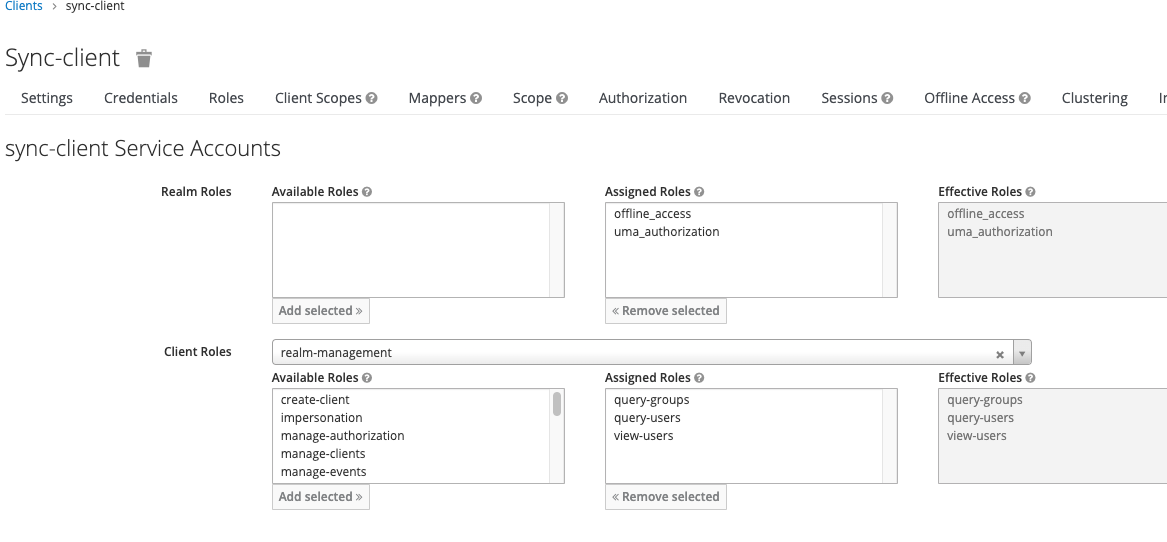 Clients > sync-client
Sync-client
Settings Credentials Roles Client Scopes ? Mappers ? Scope ? Authorization Revocation Sessions ? Offline Access ? Clustering
sync-client Service Accounts
Realm Roles Available Roles ? Assigned Roles ? Effective Roles ?
offline_access offline_access
uma_authorization uma_authorization
Add selected » « Remove selected
Client Roles realm-management
Available Roles ? Assigned Roles ? Effective Roles ?
create-client query-groups query-groups
impersonation query-users query-users
manage-authorization view-users view-users
manage-clients
manage-events
Add selected » « Remove selected